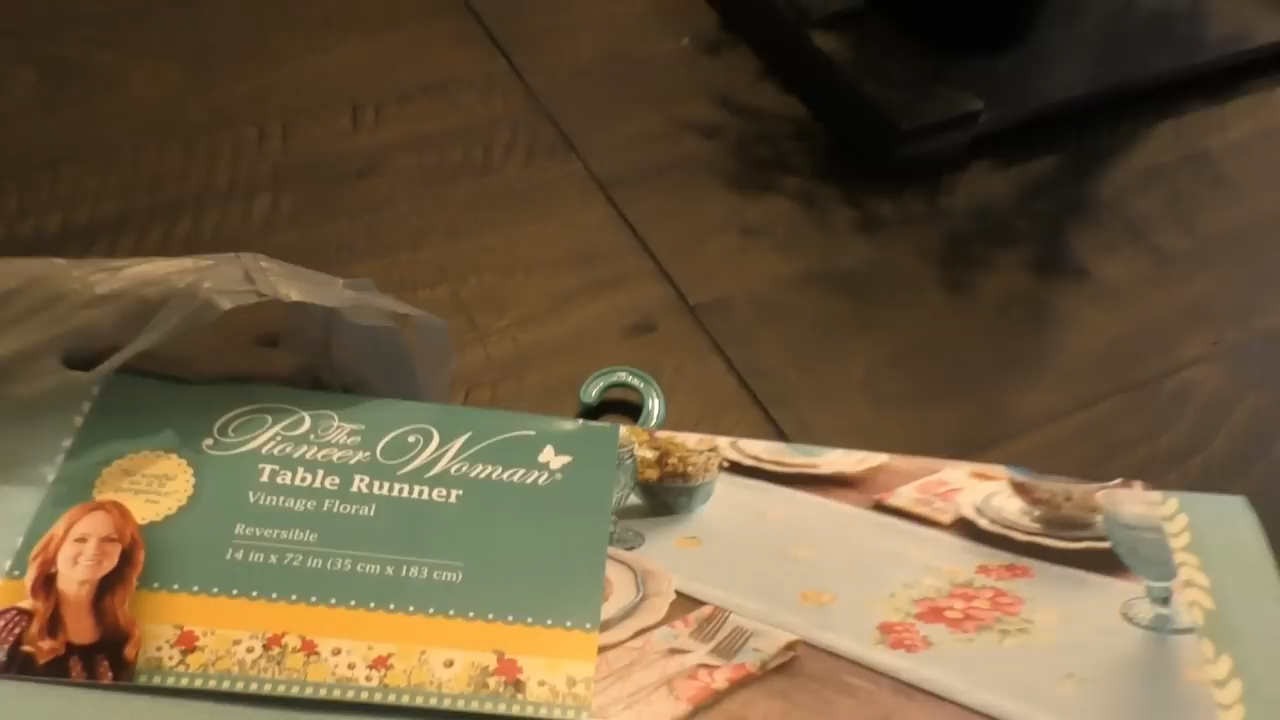 The
Pioneer Woman®
Table Runner
Vintage Floral
Reversible
14 in x 72 in (35 cm x 183 cm)